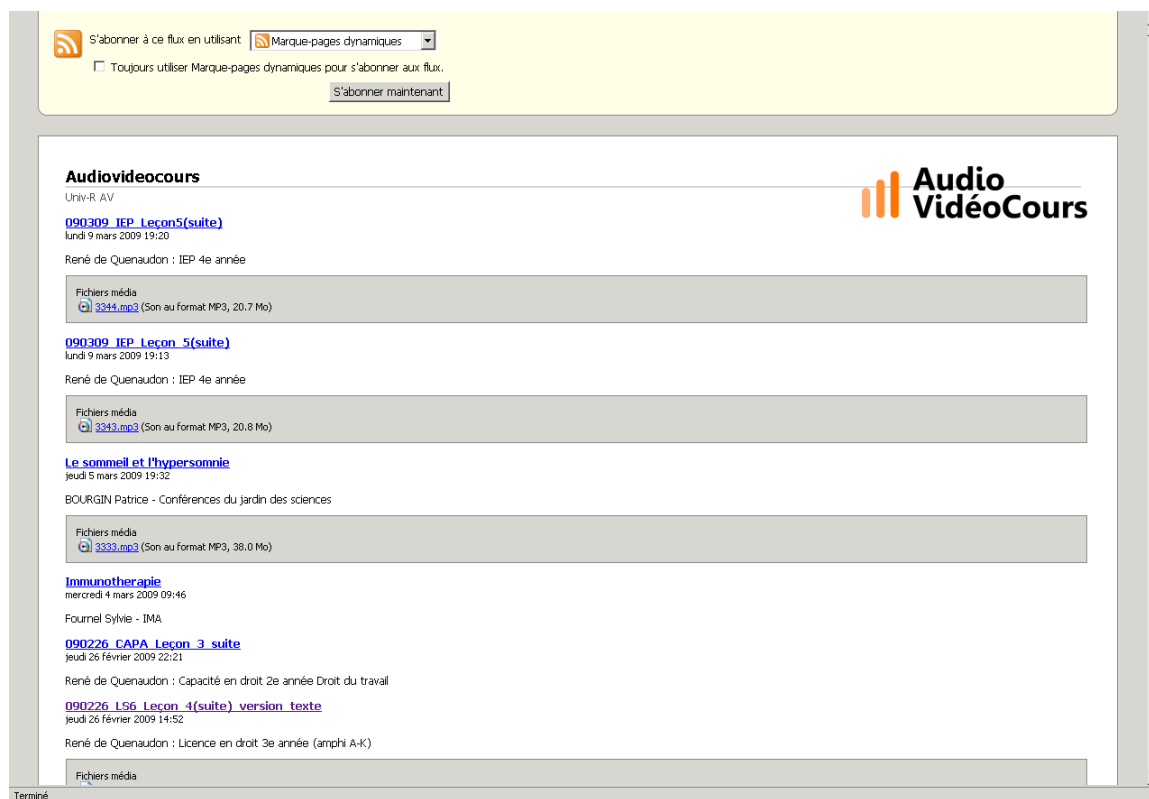 S'abonner à ce flux en utilisant Marque-pages dynamiques
Toujours utiliser Marque-pages dynamiques pour s'abonner aux flux.
S'abonner maintenant
Audiovideocours
Univ-R AV
Audio
VidéoCours
090309_IEP_Leçon5(suite)
lundi 9 mars 2009 19:20
René de Quenaudon : IEP 4e année
Fichiers média
3344.mp3 (Son au format MP3, 20.7 Mo)
090309_IEP_Leçon_5(suite)
lundi 9 mars 2009 19:13
René de Quenaudon : IEP 4e année
Fichiers média
3343.mp3 (Son au format MP3, 20.8 Mo)
Le sommeil et l'hypersomnie
jeudi 5 mars 2009 19:32
BOURGIN Patrice - Conférences du jardin des sciences
Fichiers média
3333.mp3 (Son au format MP3, 38.0 Mo)
Immunotherapie
mercredi 4 mars 2009 09:46
Fournel Sylvie - IMA
090226_CAPA_Leçon_3_suite
jeudi 26 février 2009 22:21
René de Quenaudon : Capacité en droit 2e année Droit du travail
090226_LS6_Leçon_4(suite)_version_texte
jeudi 26 février 2009 14:52
René de Quenaudon : Licence en droit 3e année (amphi A-K)
Fichiers média
Terminé